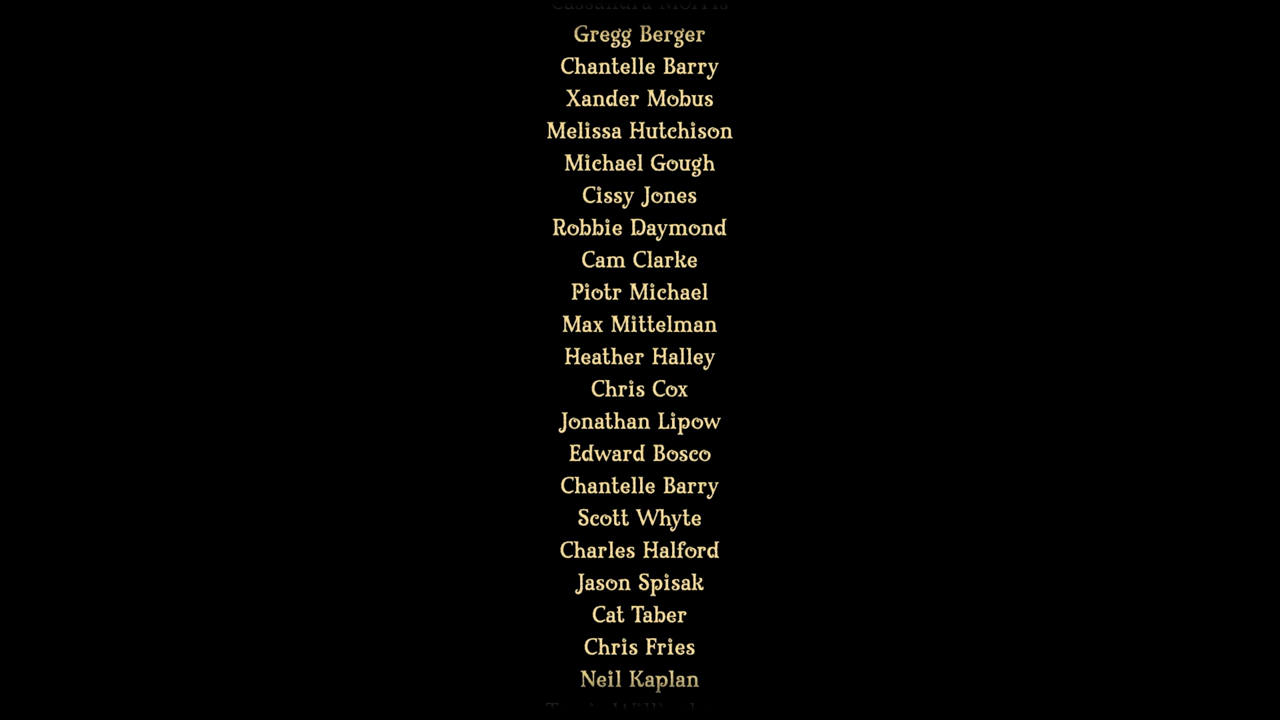 Cassandra Morris
Gregg Berger
Chantelle Barry
Xander Mobus
Melissa Hutchison
Michael Gough
Cissy Jones
Robbie Daymond
Cam Clarke
Piotr Michael
Max Mittelman
Heather Halley
Chris Cox
Jonathan Lipow
Edward Bosco
Chantelle Barry
Scott Whyte
Charles Halford
Jason Spisak
Cat Taber
Chris Fries
Neil Kaplan